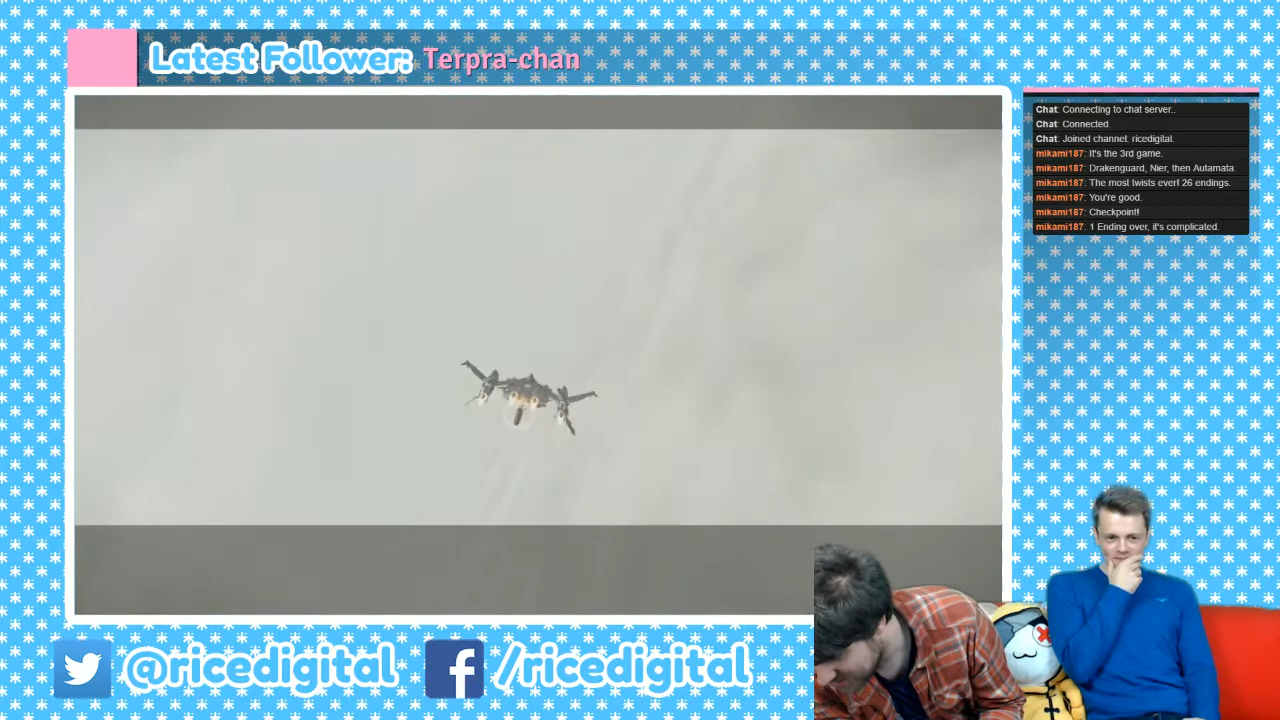 Latest Follower: Terpra-chan
Chat: Connecting to chat server..
Chat: Connected.
Chat: Joined channel. ricedigital.
mikami187: It's the 3rd game.
mikami187: Drakenguard, Nier, then Automata.
mikami187: The most twists ever! 26 endings.
mikami187: You're good.
mikami187: Checkpoint!
mikami187: 1 Ending over, it's complicated.
@ricedigital
/ricedigital